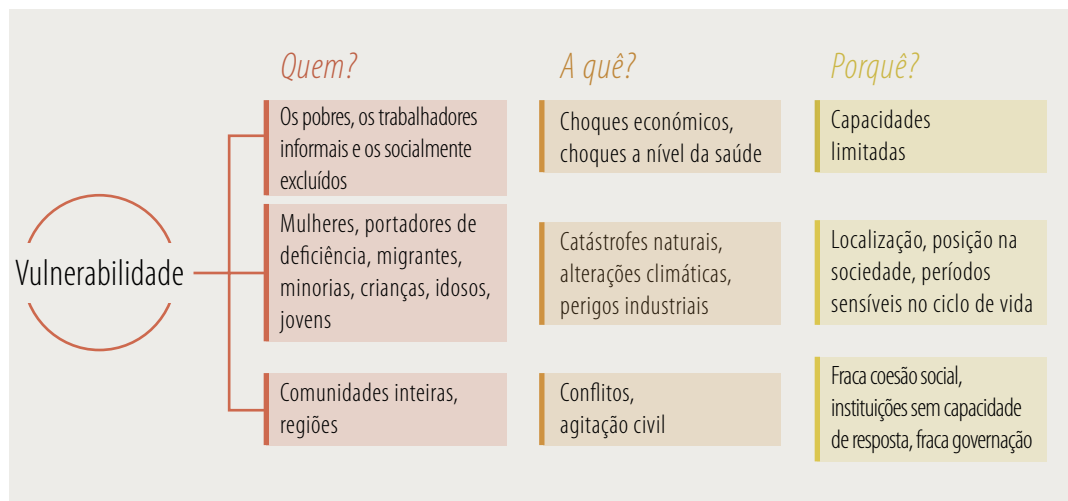 Quem?
A quê?
Porquê?
Os pobres, os trabalhadores
informais e os socialmente
excluídos
Choques económicos,
choques a nível da saúde
Capacidades
limitadas
Vulnerabilidade
Mulheres, portadores de
deficiência, migrantes,
minorias, crianças, idosos,
jovens
Catástrofes naturais,
alterações climáticas,
perigos industriais
Localização, posição na
sociedade, períodos
sensíveis no ciclo de vida
Comunidades inteiras,
regiões
Conflitos,
agitação civil
Fraca coesão social,
instituições sem capacidade
de resposta, fraca governação